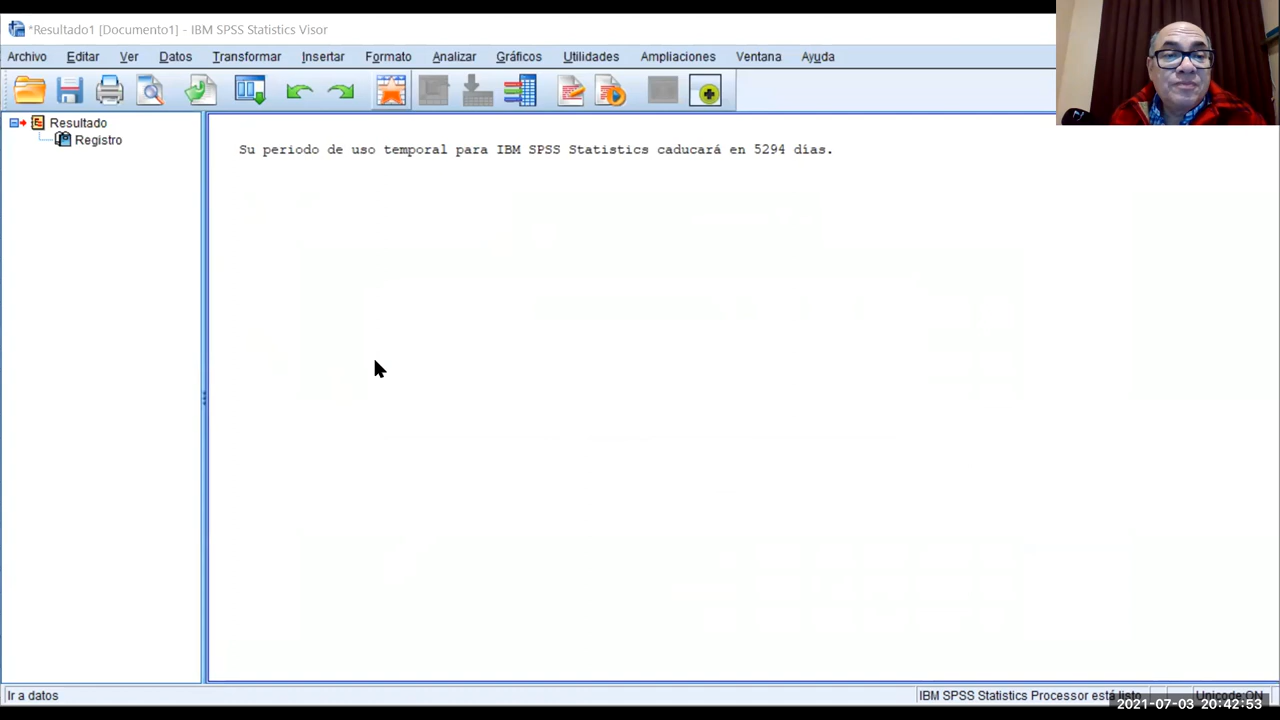 *Resultado1 [Documento1] - IBM SPSS Statistics Visor
Archivo Editar Ver Datos Transformar Insertar Formato Analizar Gráficos Utilidades Ampliaciones Ventana Ayuda
Resultado
Registro
Su periodo de uso temporal para IBM SPSS Statistics caducará en 5294 días.
Ir a datos
IBM SPSS Statistics Processor está listo
Unicode:ON
2021-07-03 20:42:53